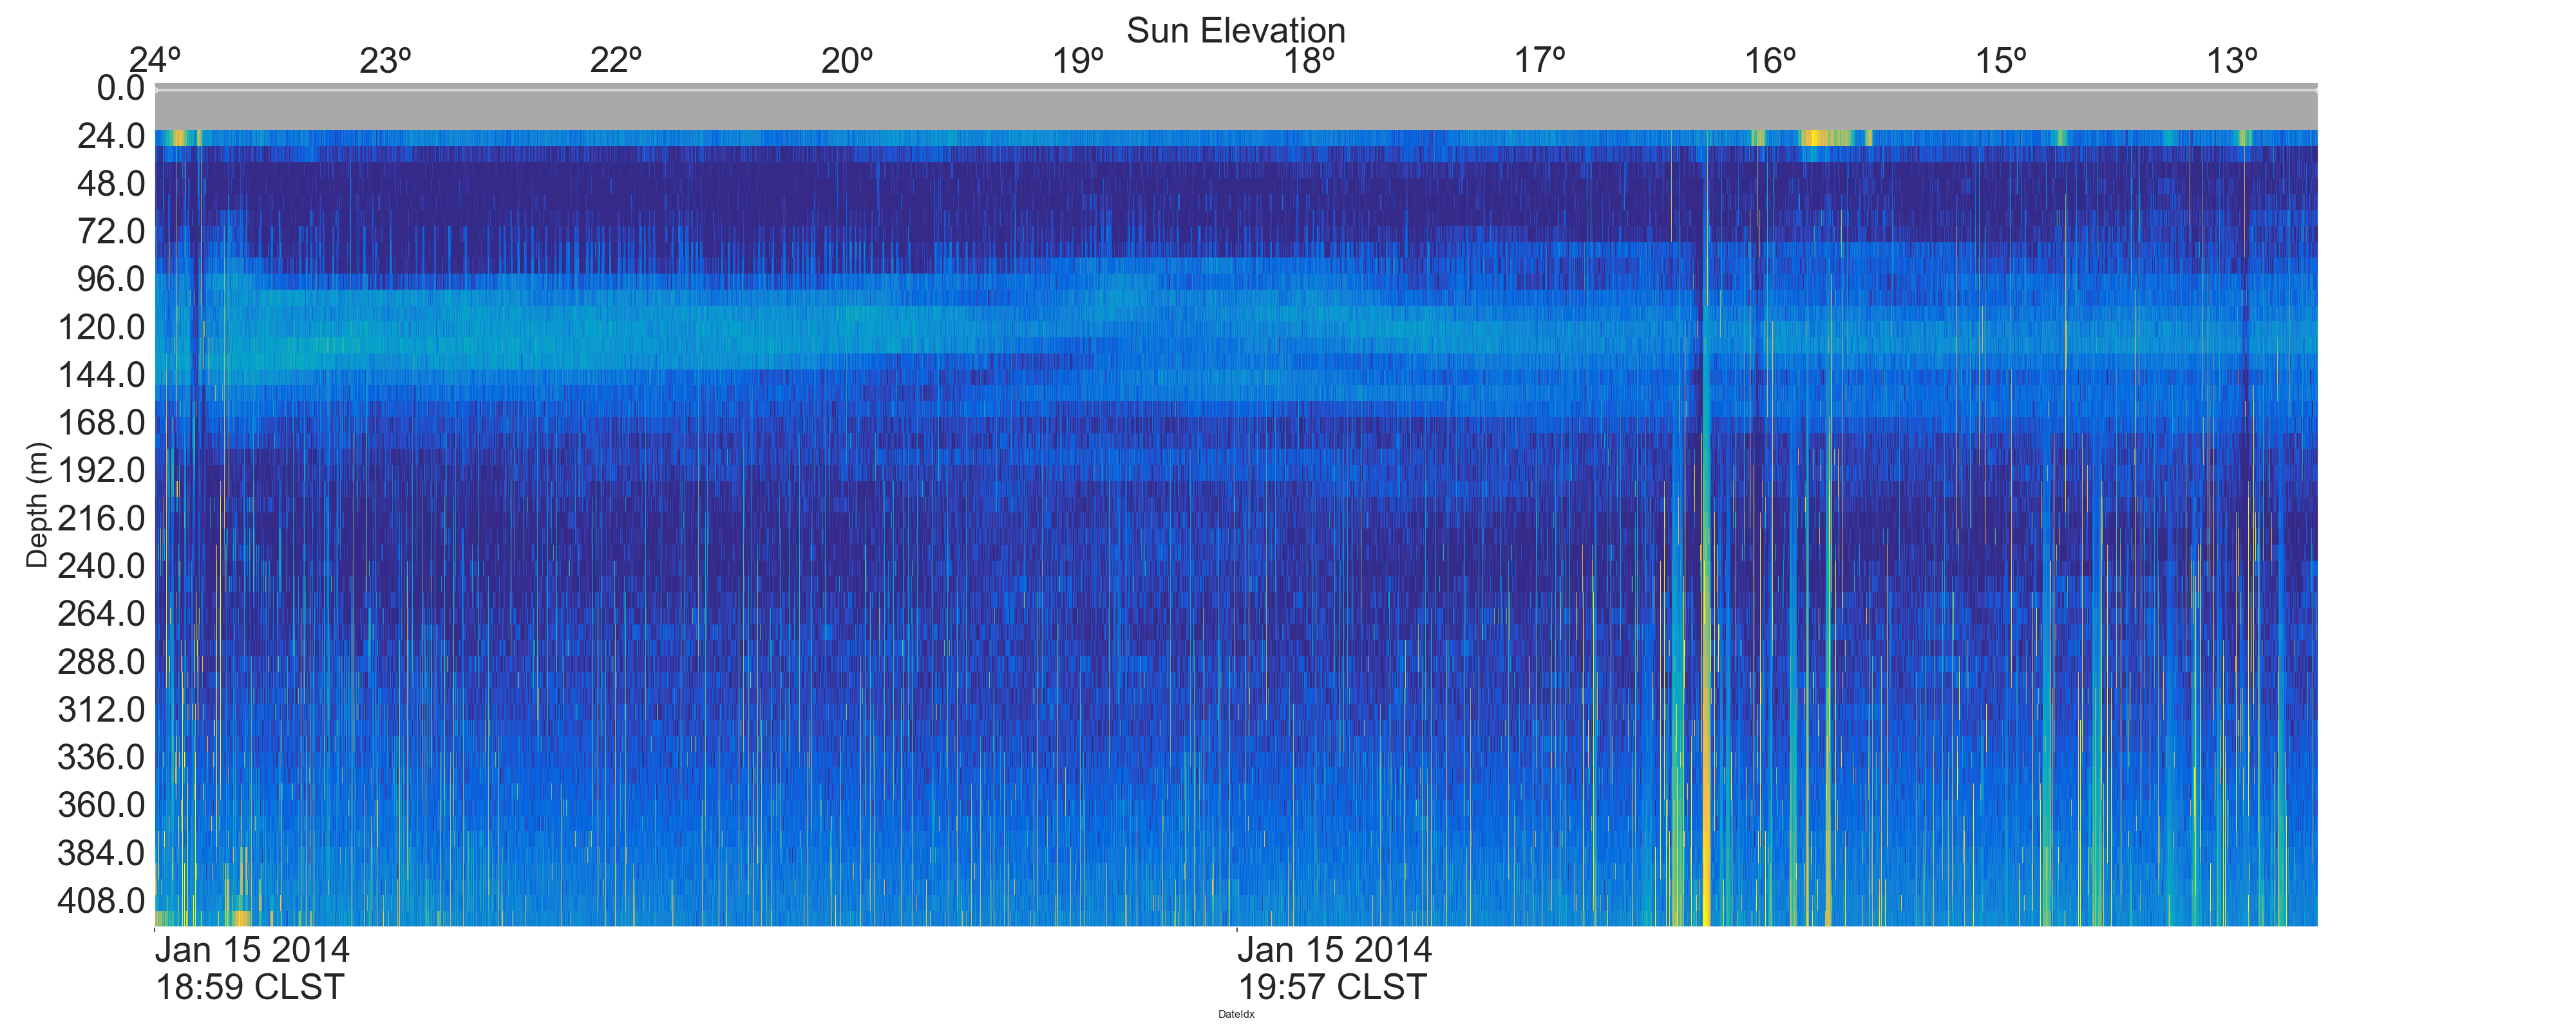 Sun Elevation
24º 23º 22º 20º 19º 18º 17º 16º 15º 13º
0.0
24.0
48.0
72.0
96.0
120.0
144.0
168.0
192.0
216.0
240.0
264.0
288.0
312.0
336.0
360.0
384.0
408.0
Depth (m)
Jan 15 2014
18:59 CLST
Jan 15 2014
19:57 CLST
DateIdx